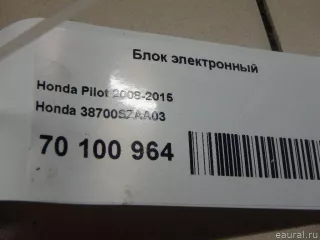 Блок электронный
Honda Pilot 2008-2015
Honda 38700SZAA03
70 100 964
eaural.ru